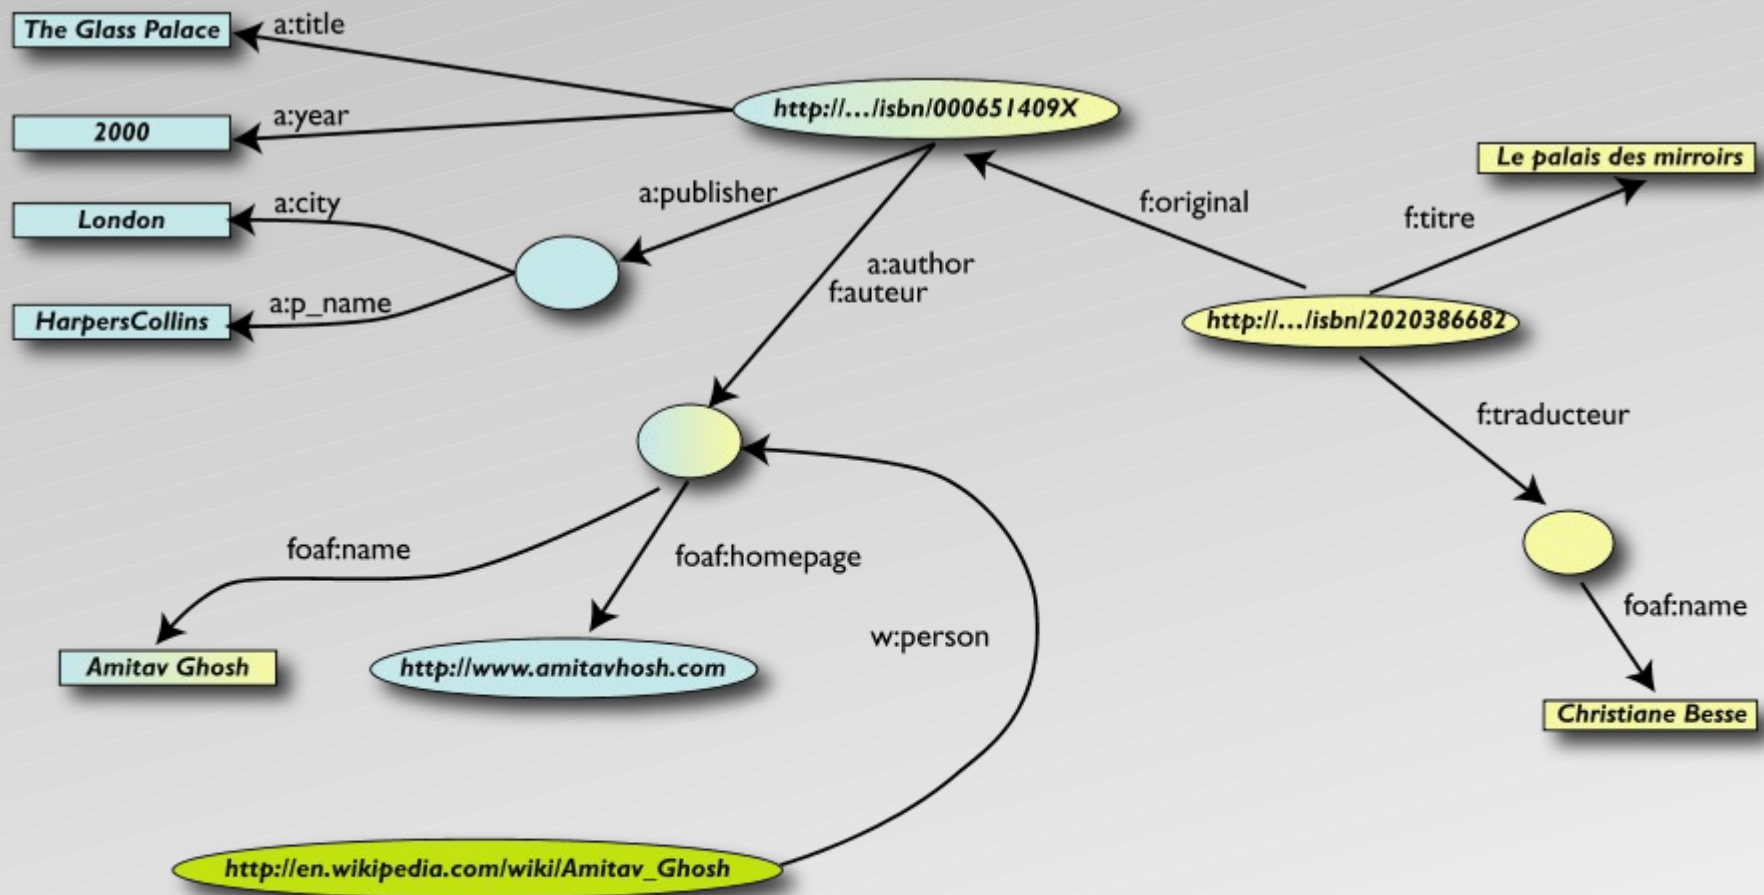 The Glass Palace
a:title
http://…/isbn/000651409X
2000
a:year
Le palais des mirroirs
a:publisher
f:original
f:titre
London
a:city
a:author
f:auteur
HarpersCollins
a:p_name
http://…/isbn/2020386682
f:traducteur
foaf:name
foaf:homepage
foaf:name
w:person
Amitav Ghosh
http://www.amitavhosh.com
Christiane Besse
http://en.wikipedia.com/wiki/Amitav_Ghosh